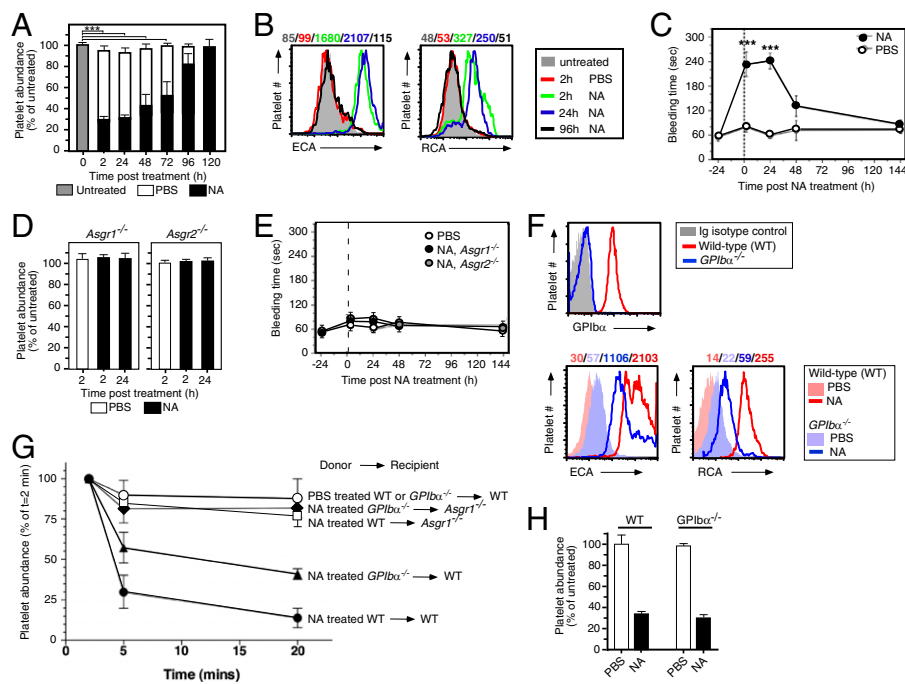 A
***
Platelet abundance
(% of untreated)
100
80
60
40
20
0 2 24 48 72 96 120
Time post treatment (h)
Untreated PBS NA
B
85/99/1680/2107/115
48/53/327/250/51
Platelet #
Platelet #
ECA
RCA
untreated
2h PBS
2h NA
24h NA
96h NA
C
NA
PBS
*** ***
Bleeding time (sec)
300
240
180
120
60
0
-24 0 24 48 72 96 120 144
Time post NA treatment (h)
D
Asgr1-/- Asgr2-/-
Platelet abundance
(% of untreated)
100
80
60
40
20
2 2 24 2 2 24
Time post treatment (h)
PBS NA
E
PBS
NA, Asgr1-/-
NA, Asgr2-/-
Bleeding time (sec)
300
240
180
120
60
0
-24 0 24 48 72 96 120 144
Time post NA treatment (h)
F
Platelet #
GPIbα
Ig isotype control
Wild-type (WT)
GPIbα-/-
30/57/1106/2103
14/22/59/255
Platelet #
Platelet #
ECA
RCA
Wild-type (WT)
PBS
NA
GPIbα-/-
PBS
NA
G
Donor Recipient
Platelet abundance (% of t=2 min)
100
75
50
25
0
0 5 10 15 20
Time (mins)
PBS treated WT or GPIbα-/- WT
NA treated GPIbα-/- Asgr1-/-
NA treated WT Asgr1-/-
NA treated GPIbα-/- WT
NA treated WT WT
H
WT GPIbα-/-
Platelet abundance
(% of untreated)
100
80
60
40
20
PBS NA PBS NA